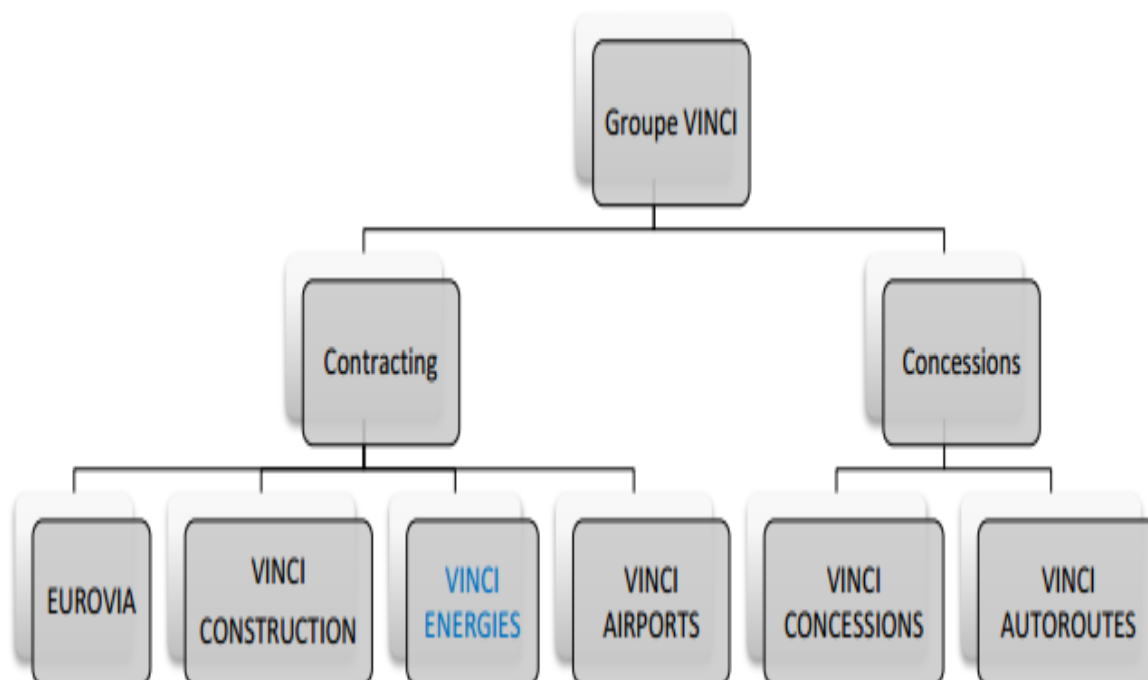 Groupe VINCI
Contracting
Concessions
EUROVIA
VINCI
CONSTRUCTION
VINCI
ENERGIES
VINCI
AIRPORTS
VINCI
CONCESSIONS
VINCI
AUTOROUTES